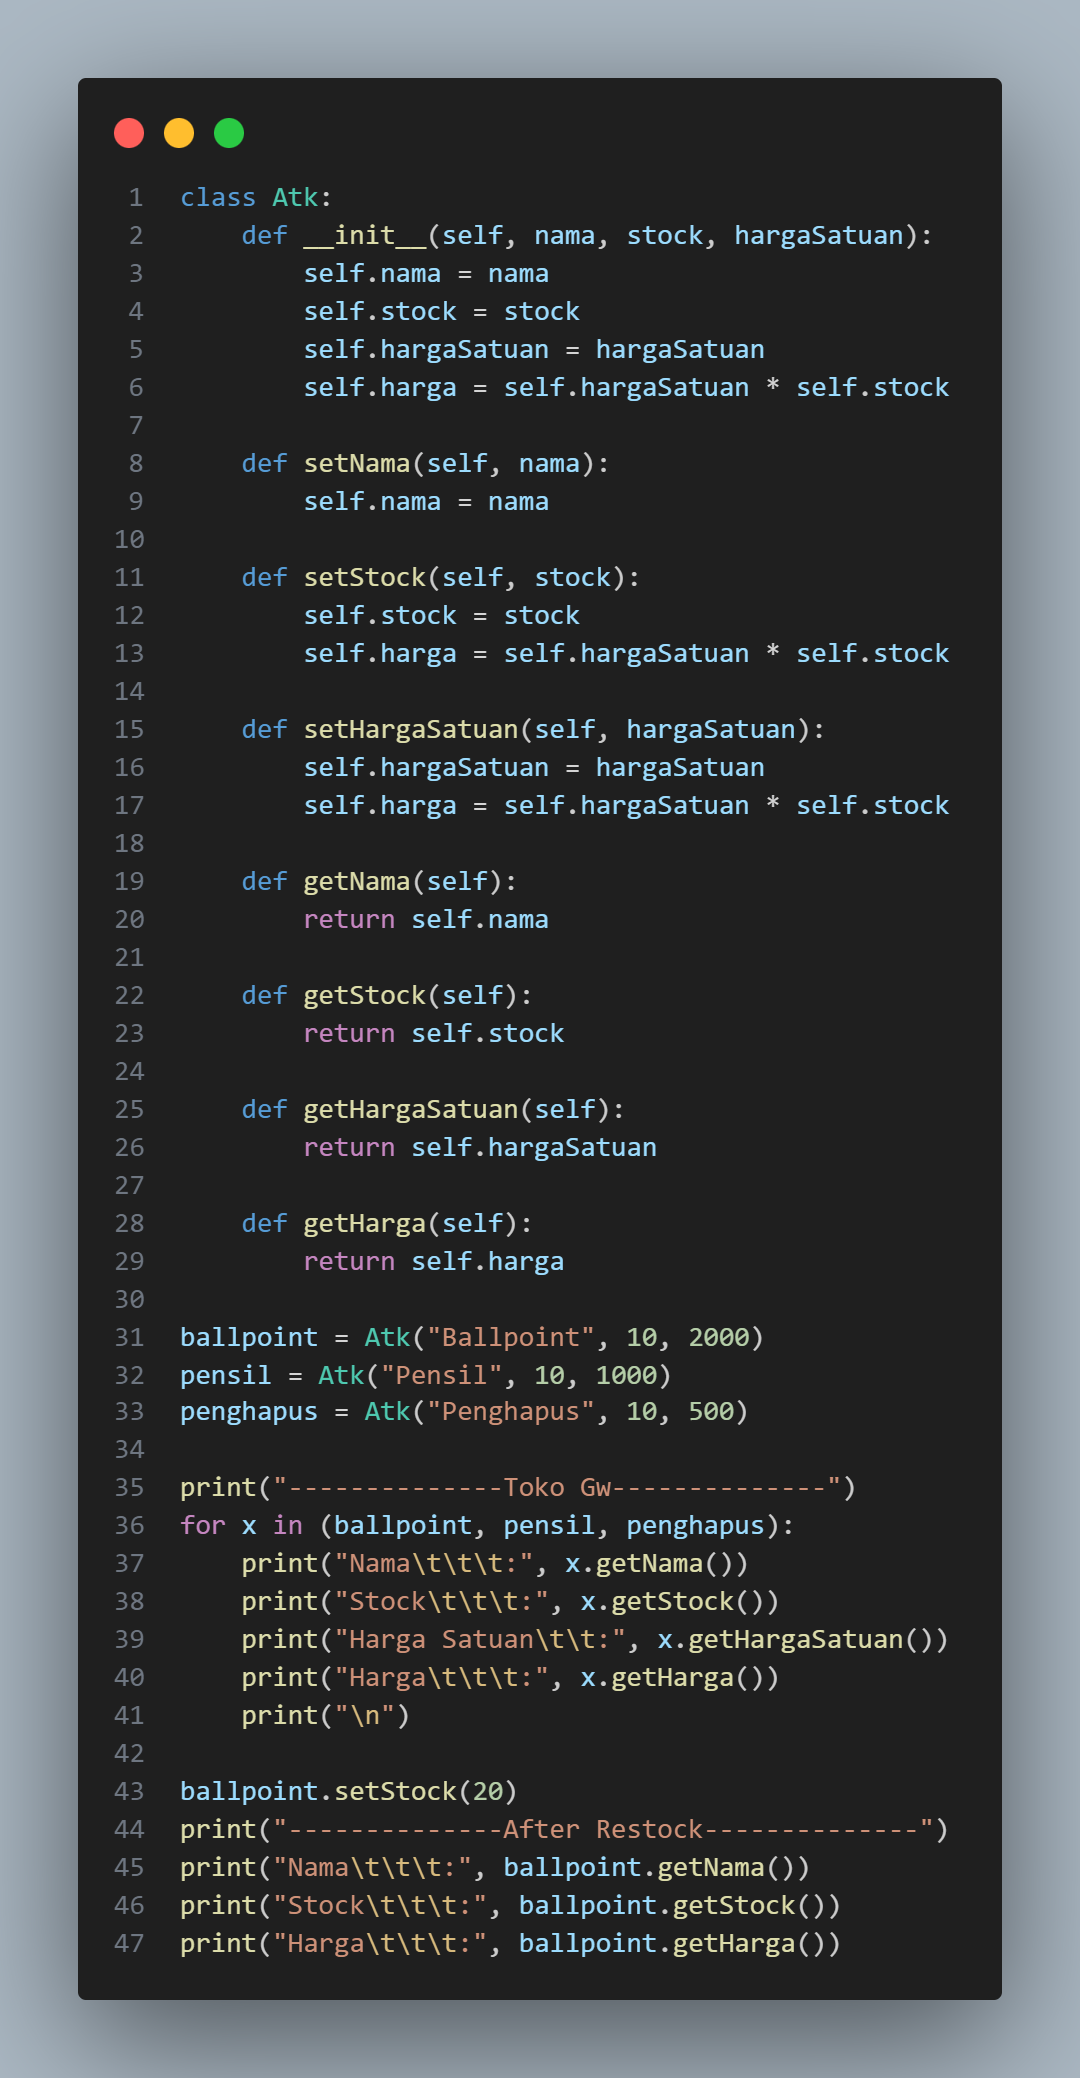 1 class Atk:
2     def __init__(self, nama, stock, hargaSatuan):
3         self.nama = nama
4         self.stock = stock
5         self.hargaSatuan = hargaSatuan
6         self.harga = self.hargaSatuan * self.stock
7
8     def setNama(self, nama):
9         self.nama = nama
10
11     def setStock(self, stock):
12         self.stock = stock
13         self.harga = self.hargaSatuan * self.stock
14
15     def setHargaSatuan(self, hargaSatuan):
16         self.hargaSatuan = hargaSatuan
17         self.harga = self.hargaSatuan * self.stock
18
19     def getNama(self):
20         return self.nama
21
22     def getStock(self):
23         return self.stock
24
25     def getHargaSatuan(self):
26         return self.hargaSatuan
27
28     def getHarga(self):
29         return self.harga
30
31 ballpoint = Atk("Ballpoint", 10, 2000)
32 pensil = Atk("Pensil", 10, 1000)
33 penghapus = Atk("Penghapus", 10, 500)
34
35 print("--------------Toko Gw--------------")
36 for x in (ballpoint, pensil, penghapus):
37     print("Nama\t\t\t:", x.getNama())
38     print("Stock\t\t\t:", x.getStock())
39     print("Harga Satuan\t\t:", x.getHargaSatuan())
40     print("Harga\t\t\t:", x.getHarga())
41     print("\n")
42
43 ballpoint.setStock(20)
44 print("--------------After Restock--------------")
45 print("Nama\t\t\t:", ballpoint.getNama())
46 print("Stock\t\t\t:", ballpoint.getStock())
47 print("Harga\t\t\t:", ballpoint.getHarga())